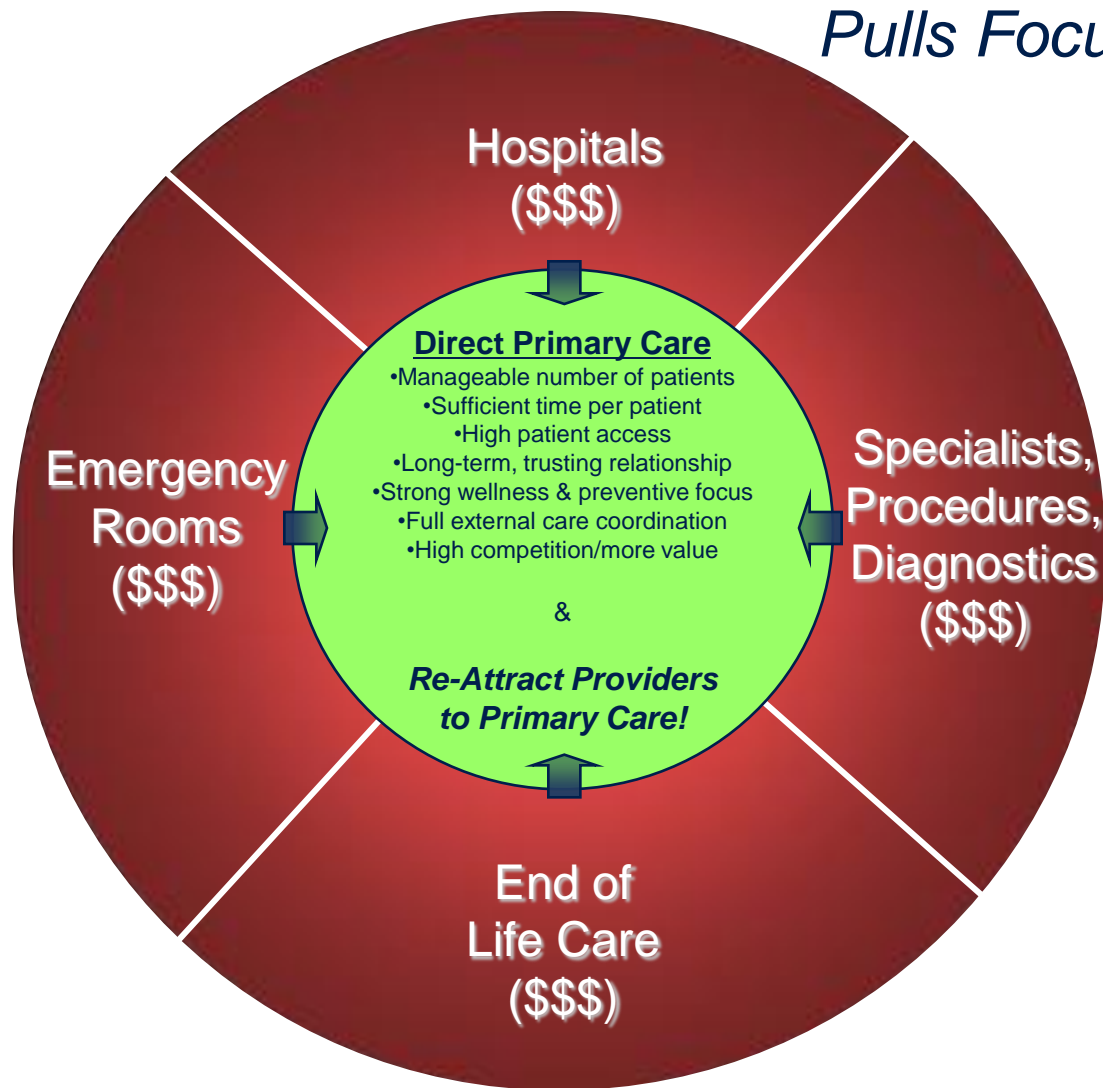 Pulls Focu
Hospitals
($$$)
Direct Primary Care
•Manageable number of patients
•Sufficient time per patient
•High patient access
•Long-term, trusting relationship
•Strong wellness & preventive focus
•Full external care coordination
•High competition/more value
&
Re-Attract Providers
to Primary Care!
Emergency
Rooms
($$$)
Specialists,
Procedures,
Diagnostics
($$$)
End of
Life Care
($$$)